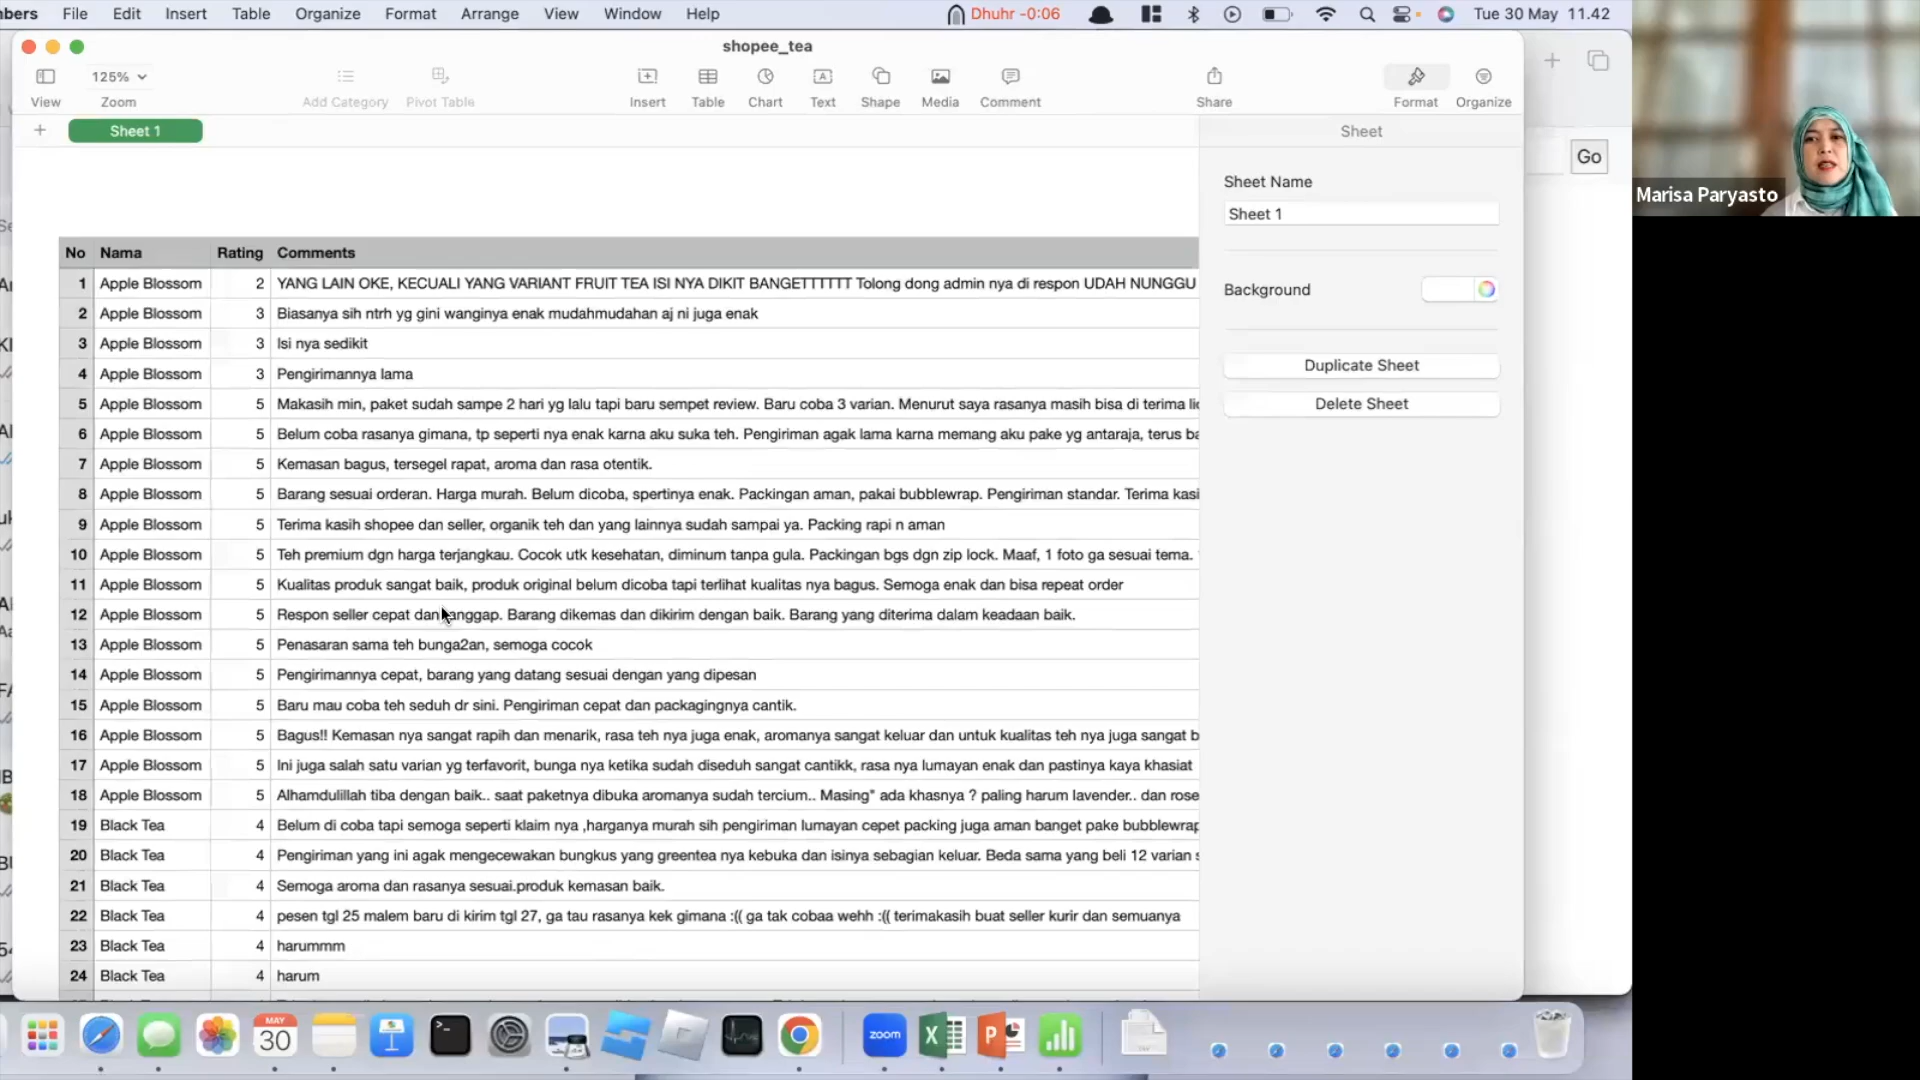 mbers File Edit Insert Table Organize Format Arrange View Window Help Dhuhr -0:06 Tue 30 May 11.42
shopee_tea
125%
View Zoom Add Category Pivot Table Insert Table Chart Text Shape Media Comment Share Format Organize
Sheet 1
Sheet
Go
Sheet Name
Sheet 1
Background
Duplicate Sheet
Delete Sheet
Marisa Paryasto
No Nama Rating Comments
1 Apple Blossom 2 YANG LAIN OKE, KECUALI YANG VARIANT FRUIT TEA ISI NYA DIKIT BANGETTTTTT Tolong dong admin nya di respon UDAH NUNGGU
2 Apple Blossom 3 Biasanya sih ntrh yg gini wanginya enak mudahmudahan aj ni juga enak
3 Apple Blossom 3 Isi nya sedikit
4 Apple Blossom 3 Pengirimannya lama
5 Apple Blossom 5 Makasih min, paket sudah sampe 2 hari yg lalu tapi baru sempet review. Baru coba 3 varian. Menurut saya rasanya masih bisa di terima
6 Apple Blossom 5 Belum coba rasanya gimana, tp seperti nya enak karna aku suka teh. Pengiriman agak lama karna memang aku pake yg antaraja, terus ba
7 Apple Blossom 5 Kemasan bagus, tersegel rapat, aroma dan rasa otentik.
8 Apple Blossom 5 Barang sesuai orderan. Harga murah. Belum dicoba, spertinya enak. Packingan aman, pakai bubblewrap. Pengiriman standar. Terima kasi
9 Apple Blossom 5 Terima kasih shopee dan seller, organik teh dan yang lainnya sudah sampai ya. Packing rapi n aman
10 Apple Blossom 5 Teh premium dgn harga terjangkau. Cocok utk kesehatan, diminum tanpa gula. Packingan bgs dgn zip lock. Maaf, 1 foto ga sesuai tema.
11 Apple Blossom 5 Kualitas produk sangat baik, produk original belum dicoba tapi terlihat kualitas nya bagus. Semoga enak dan bisa repeat order
12 Apple Blossom 5 Respon seller cepat dan anggap. Barang dikemas dan dikirim dengan baik. Barang yang diterima dalam keadaan baik.
13 Apple Blossom 5 Penasaran sama teh bunga2an, semoga cocok
14 Apple Blossom 5 Pengirimannya cepat, barang yang datang sesuai dengan yang dipesan
15 Apple Blossom 5 Baru mau coba teh seduh dr sini. Pengiriman cepat dan packagingnya cantik.
16 Apple Blossom 5 Bagus!! Kemasan nya sangat rapih dan menarik, rasa teh nya juga enak, aromanya sangat keluar dan untuk kualitas teh nya juga sangat b
17 Apple Blossom 5 Ini juga salah satu varian yg terfavorit, bunga nya ketika sudah diseduh sangat cantikk, rasa nya lumayan enak dan pastinya kaya khasiat
18 Apple Blossom 5 Alhamdulillah tiba dengan baik.. saat paketnya dibuka aromanya sudah tercium.. Masing" ada khasnya ? paling harum lavender.. dan rose
19 Black Tea 4 Belum di coba tapi semoga seperti klaim nya ,harganya murah sih pengiriman lumayan cepet packing juga aman banget pake bubblewrap
20 Black Tea 4 Pengiriman yang ini agak mengecewakan bungkus yang greentea nya kebuka dan isinya sebagian keluar. Beda sama yang beli 12 varian s
21 Black Tea 4 Semoga aroma dan rasanya sesuai.produk kemasan baik.
22 Black Tea 4 pesen tgl 25 malem baru di kirim tgl 27, ga tau rasanya kek gimana :(( ga tak cobaa wehh :(( terimakasih buat seller kurir dan semuanya
23 Black Tea 4 harummm
24 Black Tea 4 harum
MAY
30
zoom